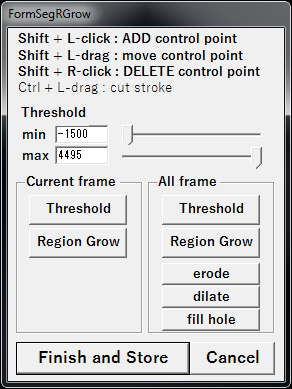 FormSegRGrow
Shift + L-click : ADD control point
Shift + L-drag : move control point
Shift + R-click : DELETE control point
Ctrl + L-drag : cut stroke
Threshold
min -1500
max 4495
Current frame
Threshold
Region Grow
All frame
Threshold
Region Grow
erode
dilate
fill hole
Finish and Store
Cancel